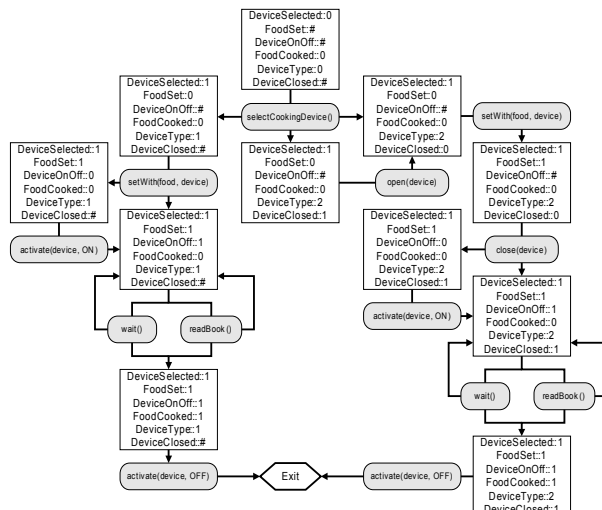 DeviceSelected::0
FoodSet::#
DeviceOnOff::#
FoodCooked::0
DeviceType::0
DeviceClosed::#
selectCookingDevice()
DeviceSelected::1
FoodSet::0
DeviceOnOff::#
FoodCooked::0
DeviceType::1
DeviceClosed::#
setWith(food, device)
DeviceSelected::1
FoodSet::1
DeviceOnOff::0
FoodCooked::0
DeviceType::1
DeviceClosed::#
activate(device, ON)
DeviceSelected::1
FoodSet::1
DeviceOnOff::1
FoodCooked::0
DeviceType::1
DeviceClosed::#
wait()
readBook()
DeviceSelected::1
FoodSet::1
DeviceOnOff::1
FoodCooked::1
DeviceType::1
DeviceClosed::#
activate(device, OFF)
DeviceSelected::1
FoodSet::0
DeviceOnOff::#
FoodCooked::0
DeviceType::2
DeviceClosed::1
open(device)
DeviceSelected::1
FoodSet::0
DeviceOnOff::#
FoodCooked::0
DeviceType::2
DeviceClosed::0
setWith(food, device)
DeviceSelected::1
FoodSet::1
DeviceOnOff::#
FoodCooked::0
DeviceType::2
DeviceClosed::0
close(device)
DeviceSelected::1
FoodSet::1
DeviceOnOff::0
FoodCooked::0
DeviceType::2
DeviceClosed::1
activate(device, ON)
DeviceSelected::1
FoodSet::1
DeviceOnOff::1
FoodCooked::0
DeviceType::2
DeviceClosed::1
wait()
readBook()
DeviceSelected::1
FoodSet::1
DeviceOnOff::1
FoodCooked::1
DeviceType::2
DeviceClosed::1
activate(device, OFF)
Exit